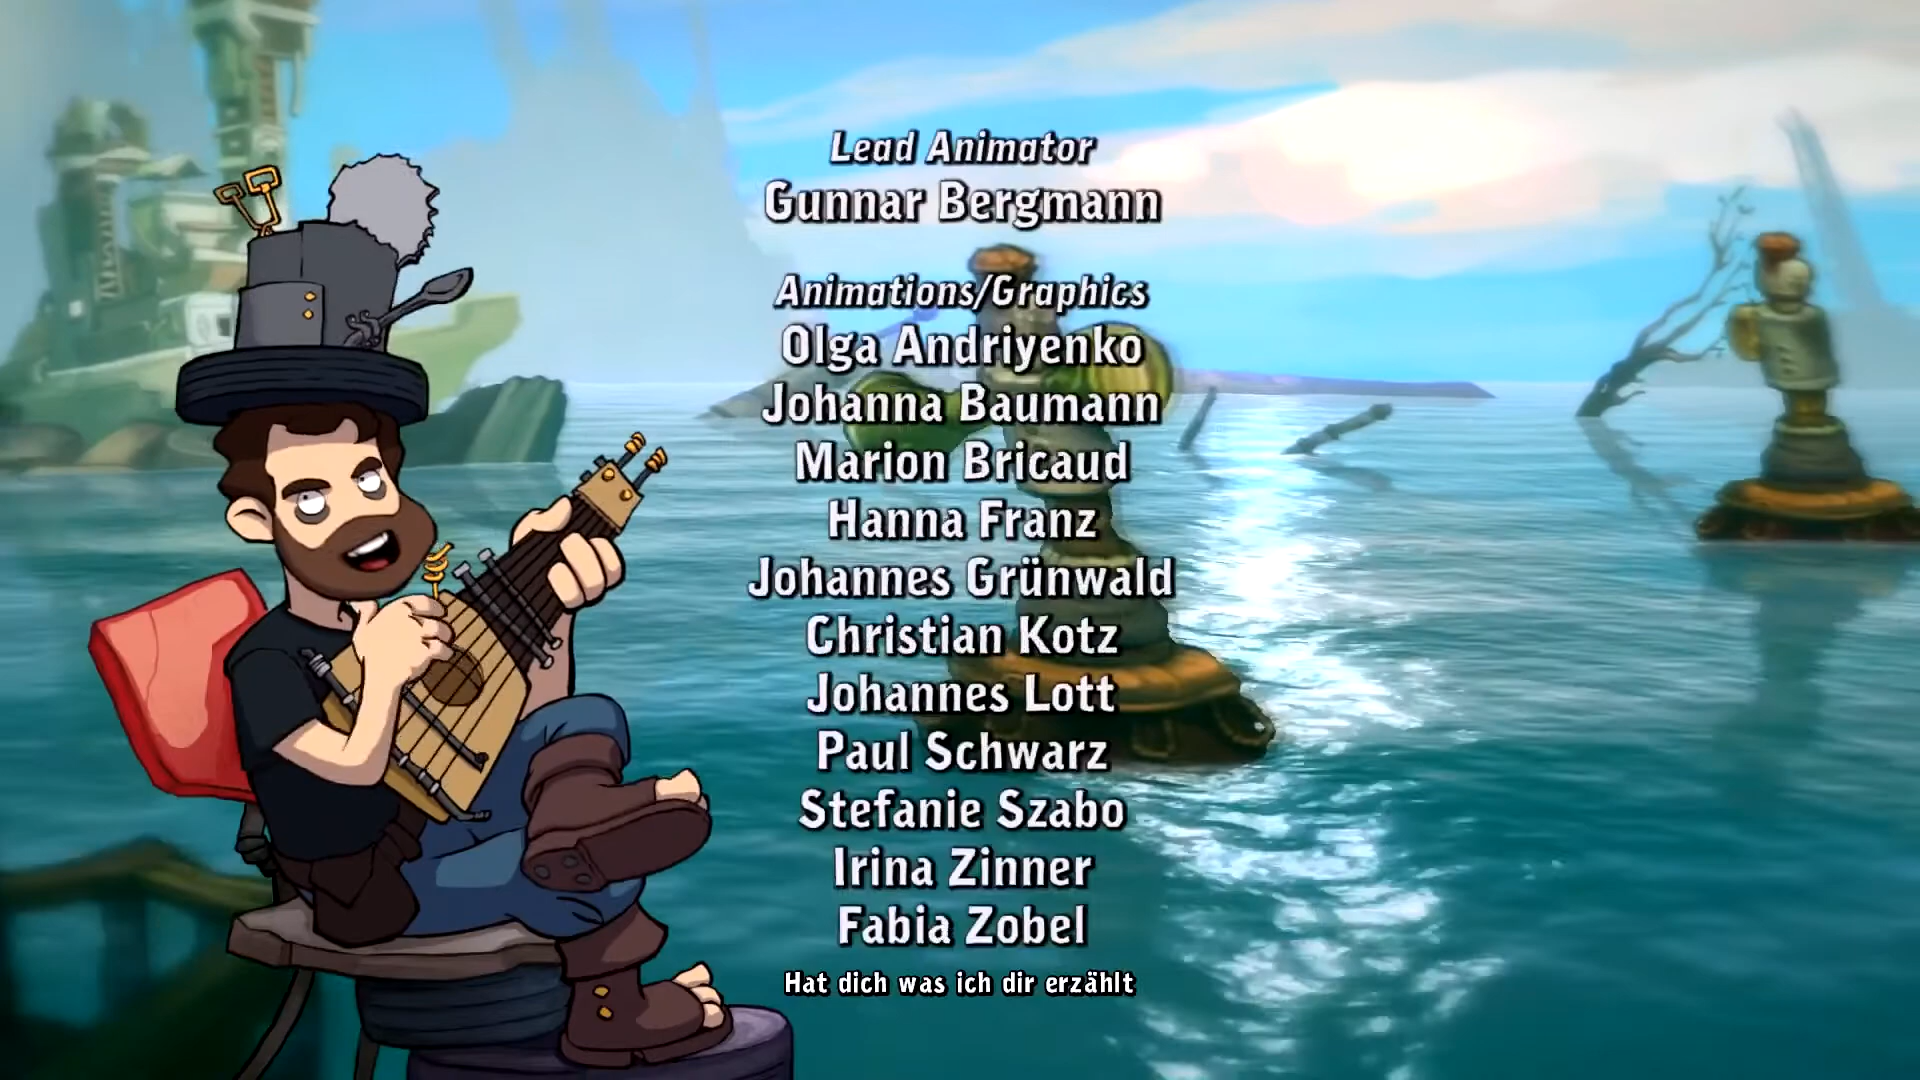 Lead Animator
Gunnar Bergmann
Animations/Graphics
Olga Andriyenko
Johanna Baumann
Marion Bricaud
Hanna Franz
Johannes Grünwald
Christian Kotz
Johannes Lott
Paul Schwarz
Stefanie Szabo
Irina Zinner
Fabia Zobel
Hat dich was ich dir erzählt